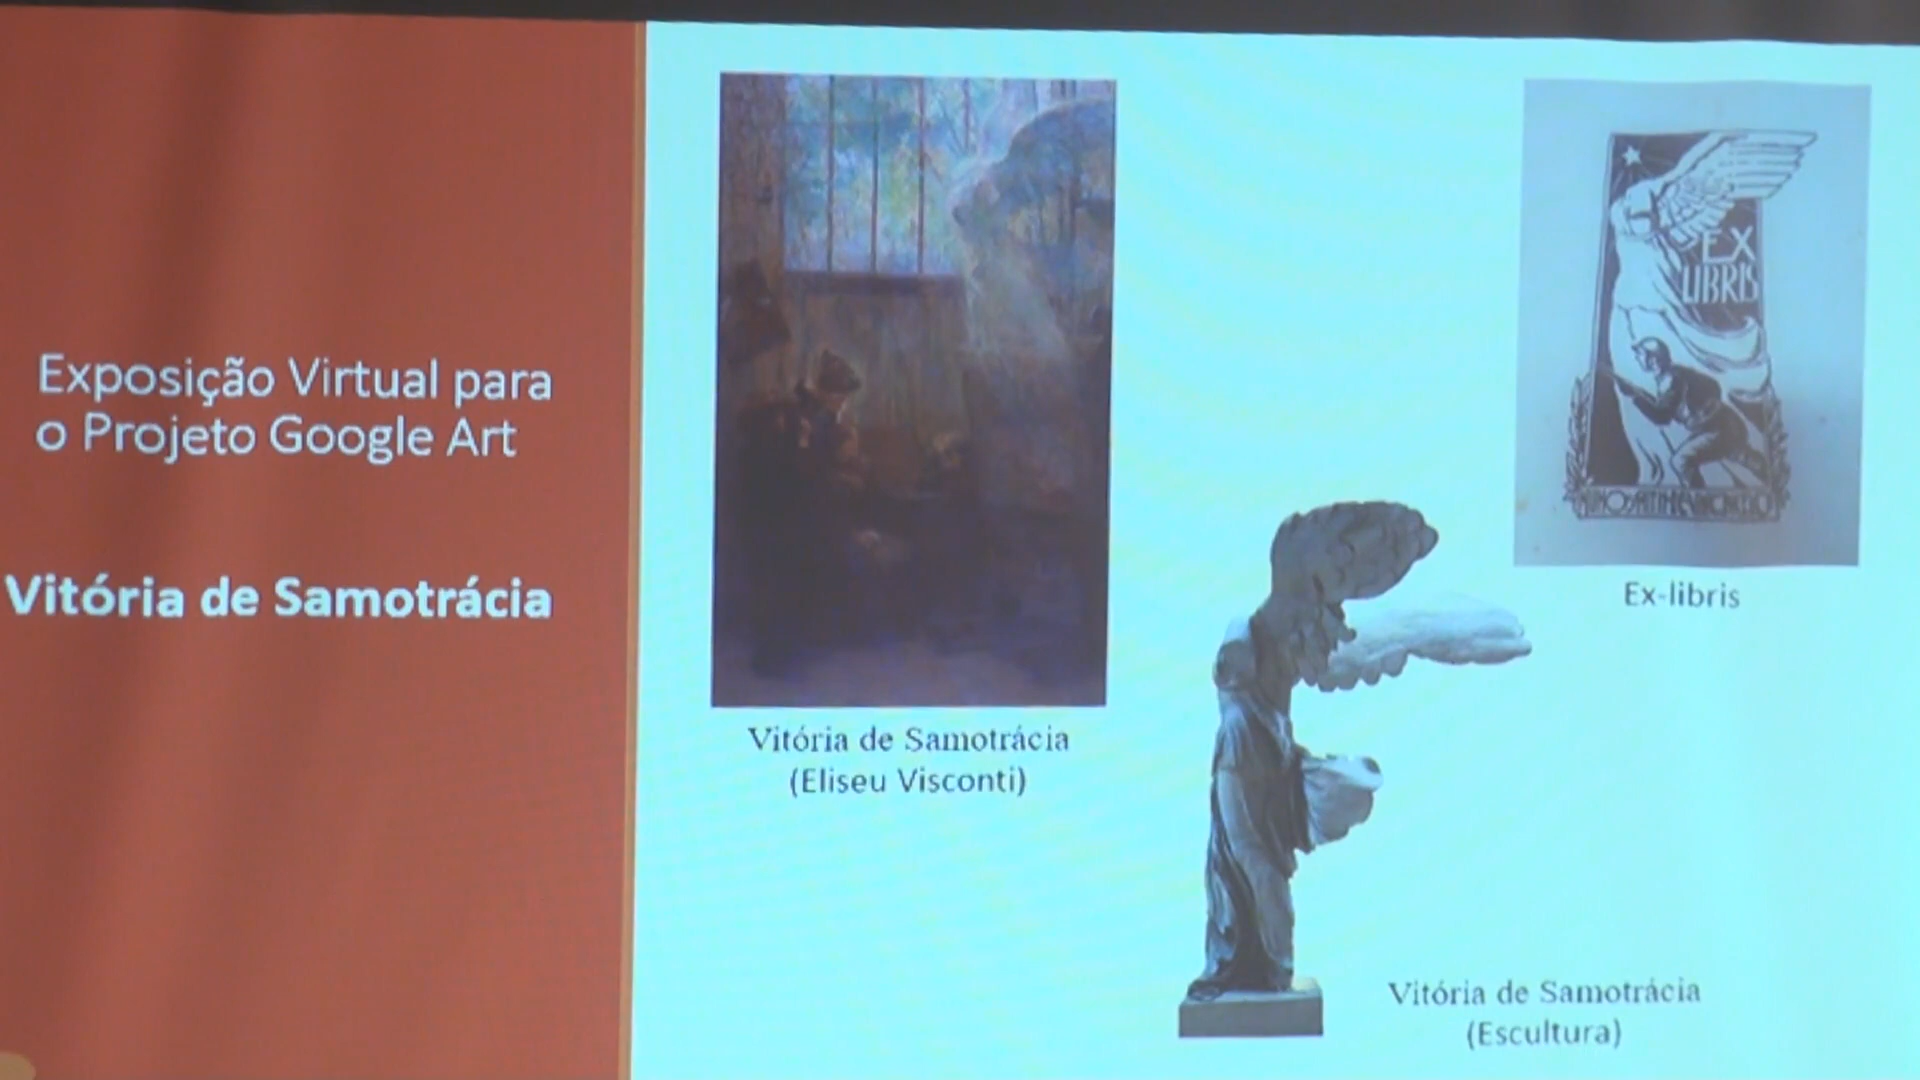 Exposição Virtual para
o Projeto Google Art
Vitória de Samotrácia
Vitória de Samotrácia
(Eliseu Visconti)
EX
LIBRIS
Ex-libris
Vitória de Samotrácia
(Escultura)